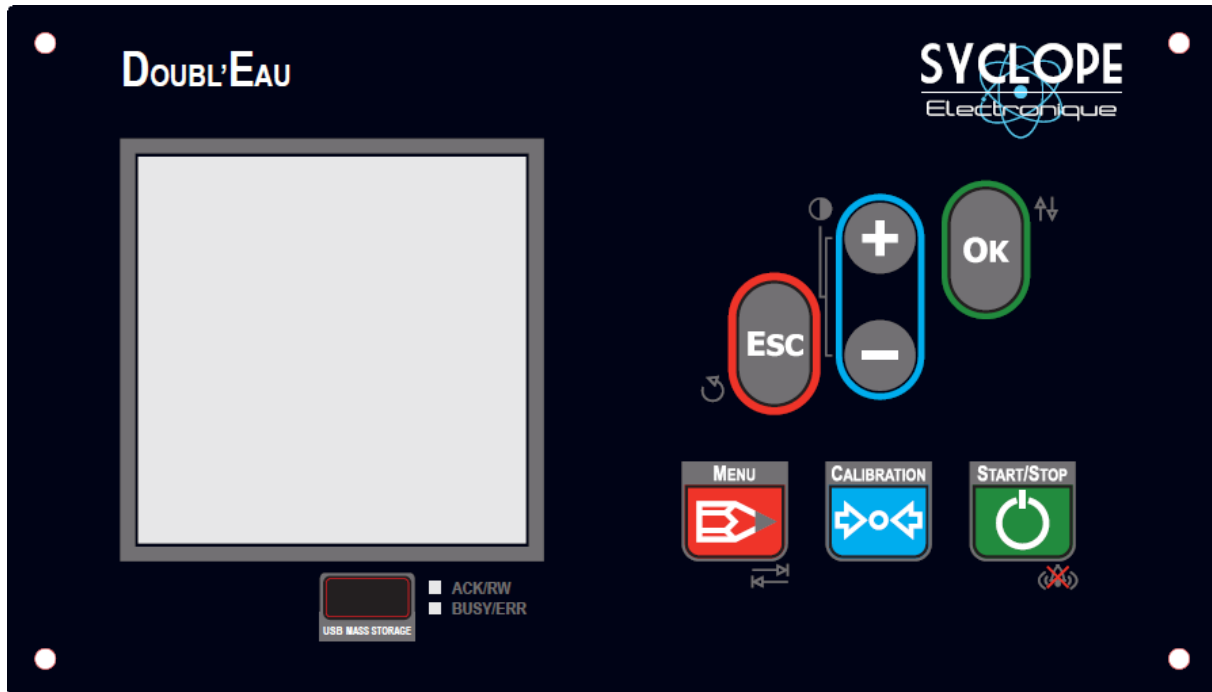 DOUBL'EAU
SYCLOPE
Electronique
+
OK
ESC
−
MENU
CALIBRATION
START/STOP
ACK/RW
BUSY/ERR
USB MASS STORAGE